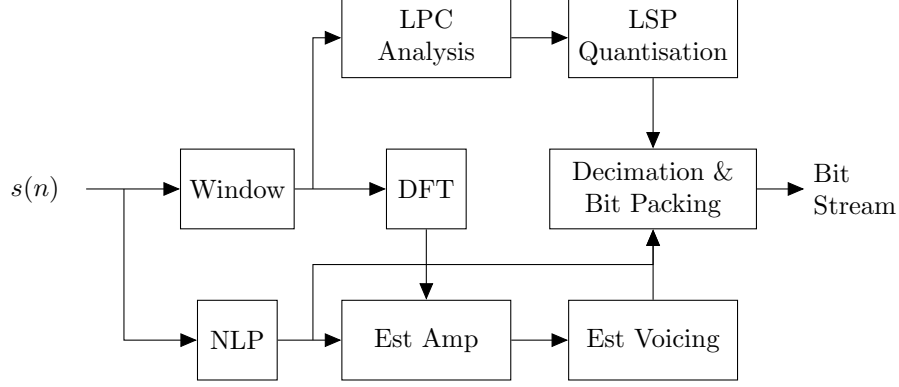 LPC
Analysis
LSP
Quantisation
s(n)
Window
DFT
Decimation &
Bit Packing
Bit
Stream
NLP
Est Amp
Est Voicing